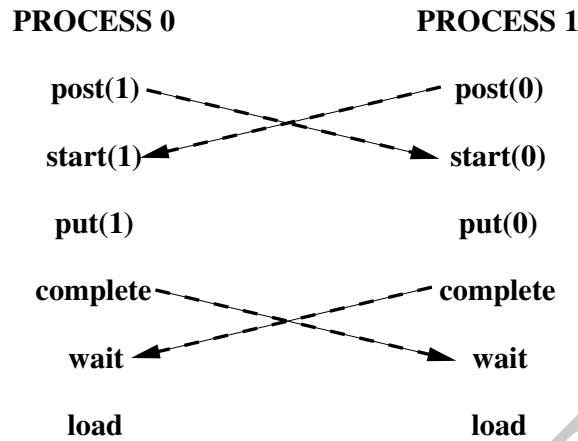 PROCESS 0 PROCESS 1
post(1) post(0)
start(1) start(0)
put(1) put(0)
complete complete
wait wait
load load